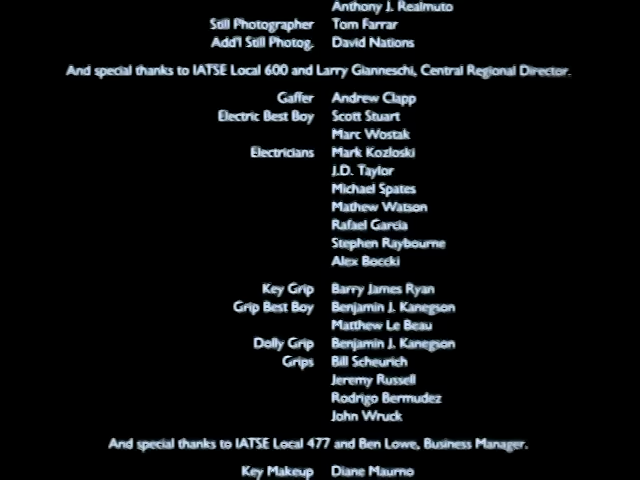 Anthony J. Realmuto
Still Photographer Tom Farrar
Add'l Still Photog. David Nations
And special thanks to IATSE Local 600 and Larry Gianneschi, Central Regional Director.
Gaffer Andrew Clapp
Electric Best Boy Scott Stuart
Marc Wostak
Electricians Mark Kozloski
J.D. Taylor
Michael Spates
Mathew Watson
Rafael Garcia
Stephen Raybourne
Alex Boccki
Key Grip Barry James Ryan
Grip Best Boy Benjamin J. Kanegson
Matthew Le Beau
Dolly Grip Benjamin J. Kanegson
Grips Bill Scheurich
Jeremy Russell
Rodrigo Bermudez
John Wruck
And special thanks to IATSE Local 477 and Ben Lowe, Business Manager.
Key Makeup Diane Maurno